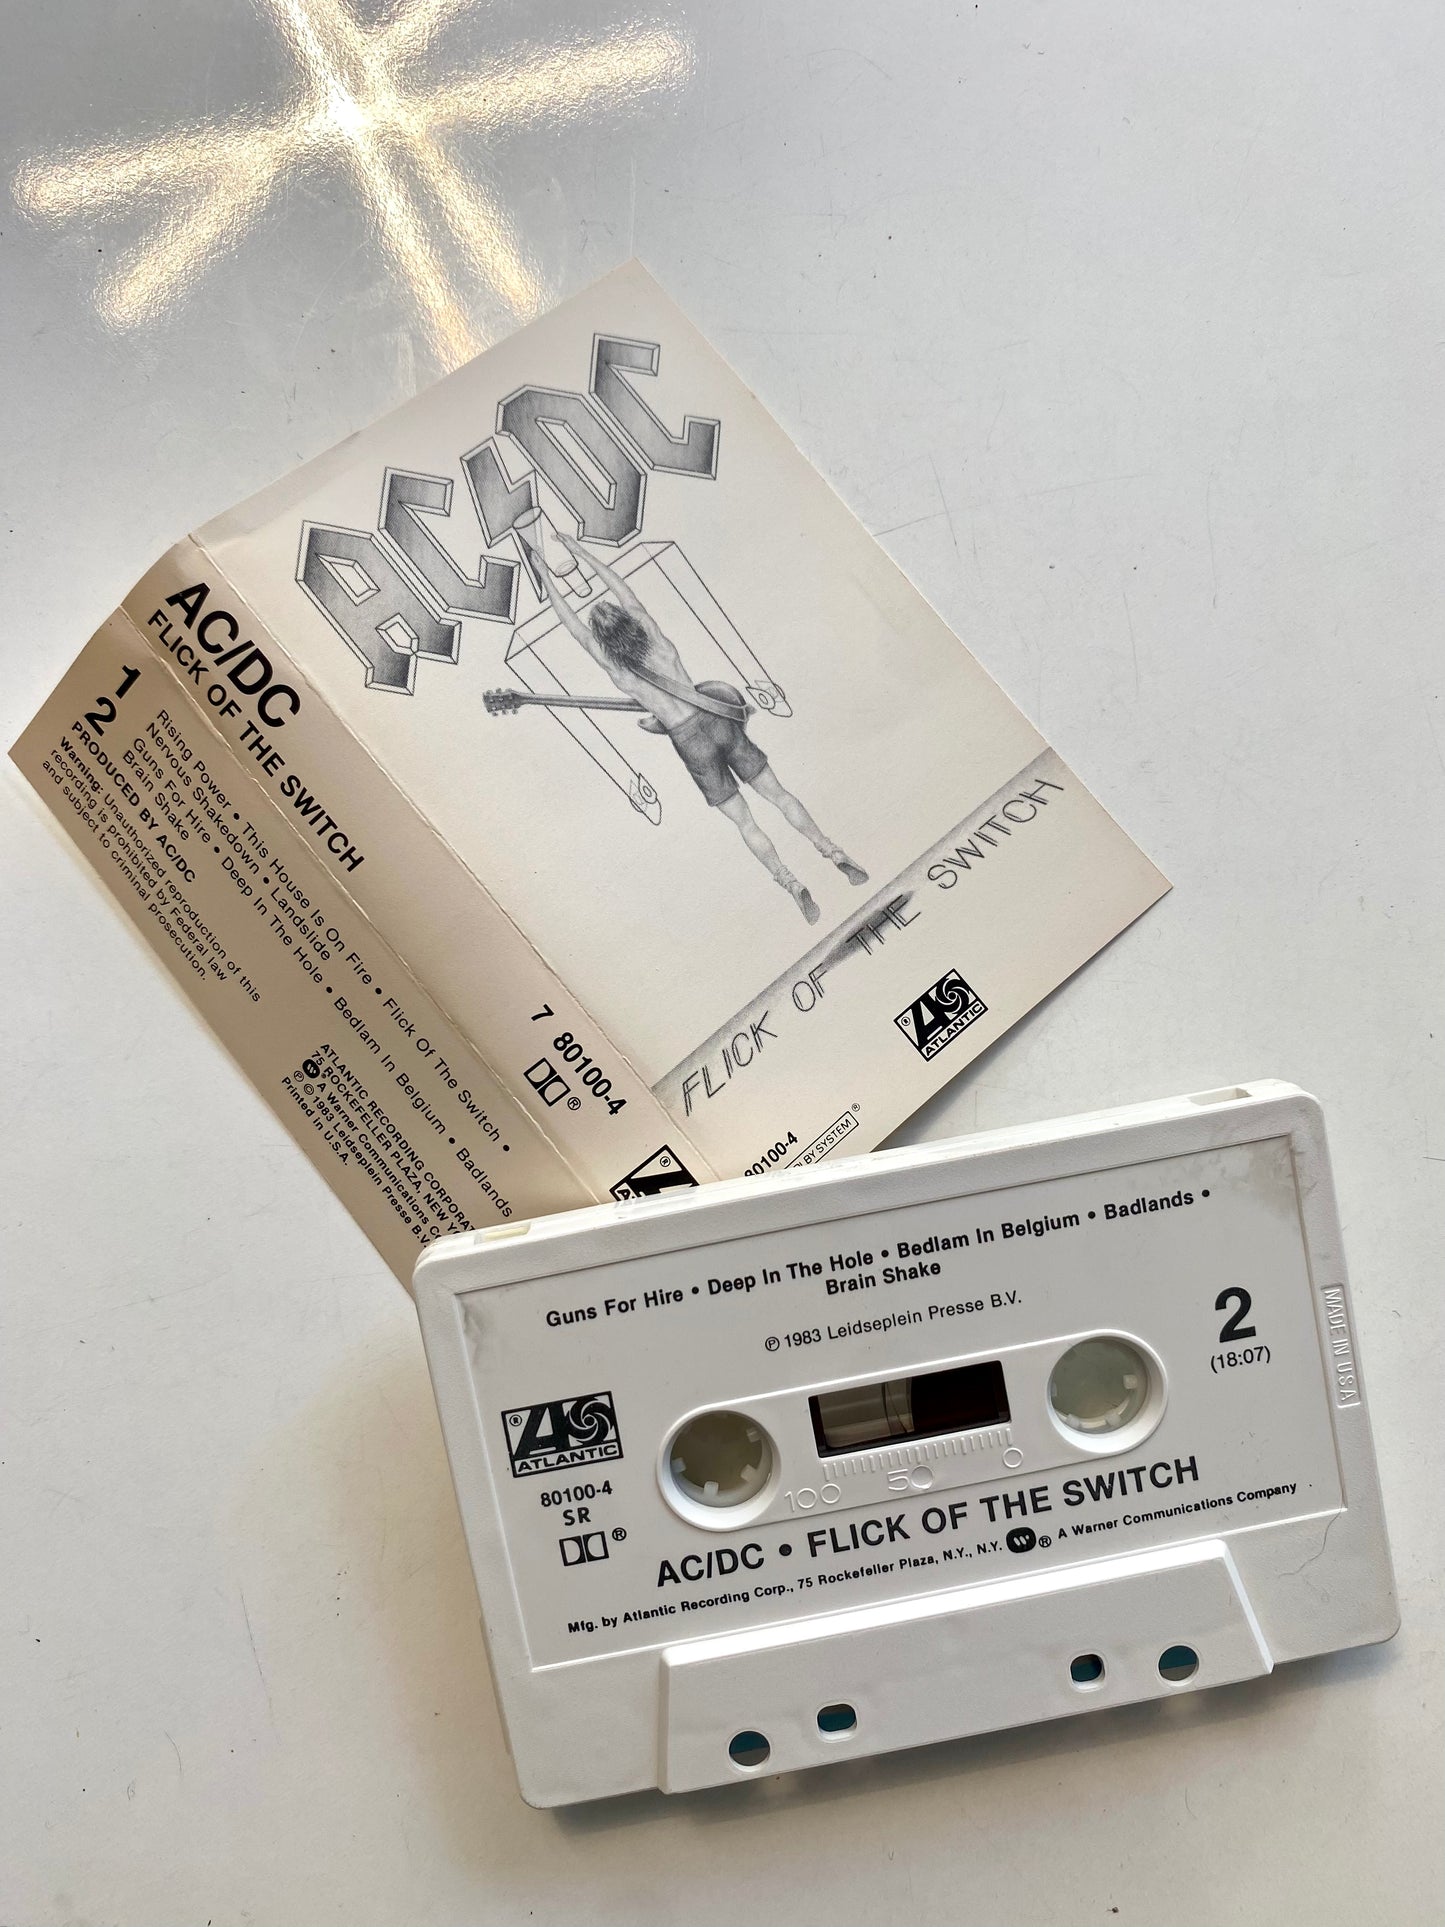 AC/DC
FLICK OF THE SWITCH
® ATLANTIC
80100-4
DOLBY SYSTEM ®
AC/DC
FLICK OF THE SWITCH
7 80100-4
®
®
1 Rising Power • This House Is On Fire • Flick Of The Switch •
Nervous Shakedown • Landslide
2 Guns For Hire • Deep In The Hole • Bedlam In Belgium • Badlands
Brain Shake
PRODUCED BY AC/DC
Warning: Unauthorized reproduction of this
recording is prohibited by Federal law
and subject to criminal prosecution.
ATLANTIC RECORDING
75 ROCKEFELLER PLAZA, NEW
A Warner Communications
℗ © 1983 Leidseplein Presse B.V.
Printed in U.S.A.
Guns For Hire • Deep In The Hole • Bedlam In Belgium • Badlands •
Brain Shake
℗ 1983 Leidseplein Presse B.V.
2
(18:07)
MADE IN USA
® ATLANTIC
80100-4
SR
®
100 50 0
AC/DC • FLICK OF THE SWITCH
Mfg. by Atlantic Recording Corp., 75 Rockefeller Plaza, N.Y., N.Y. ® A Warner Communications Company